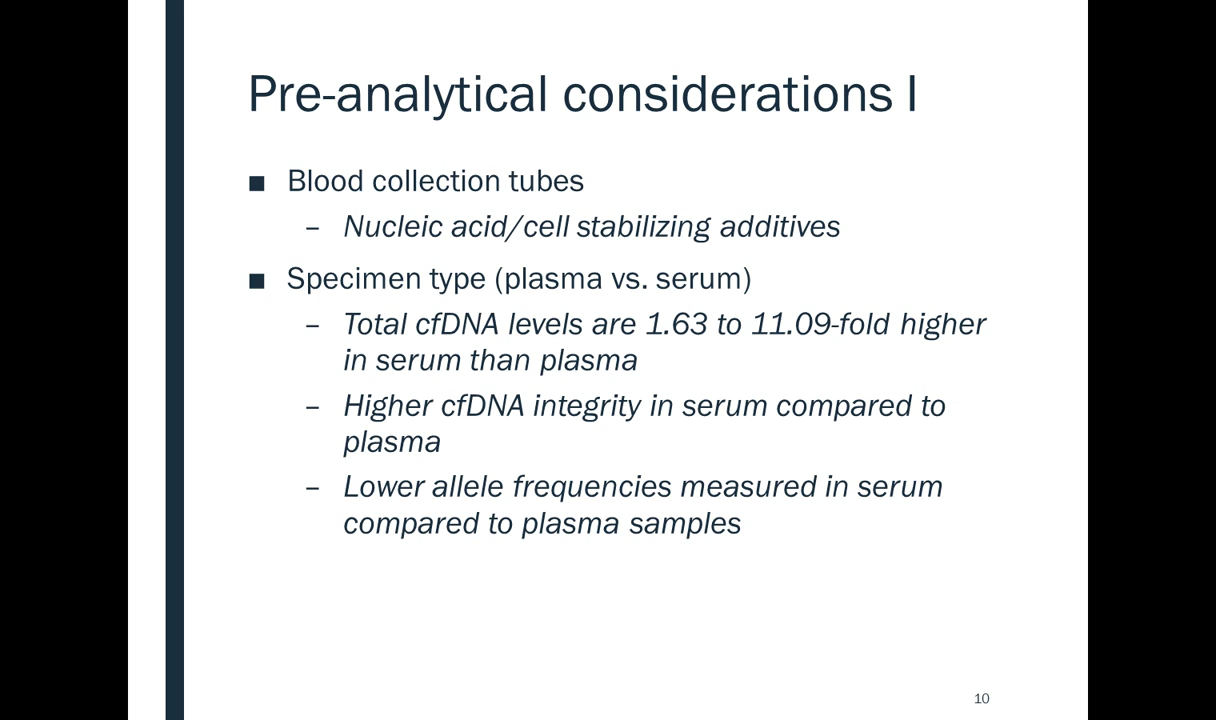 Pre-analytical considerations I
■ Blood collection tubes
– Nucleic acid/cell stabilizing additives
■ Specimen type (plasma vs. serum)
– Total cfDNA levels are 1.63 to 11.09-fold higher
in serum than plasma
– Higher cfDNA integrity in serum compared to
plasma
– Lower allele frequencies measured in serum
compared to plasma samples
10